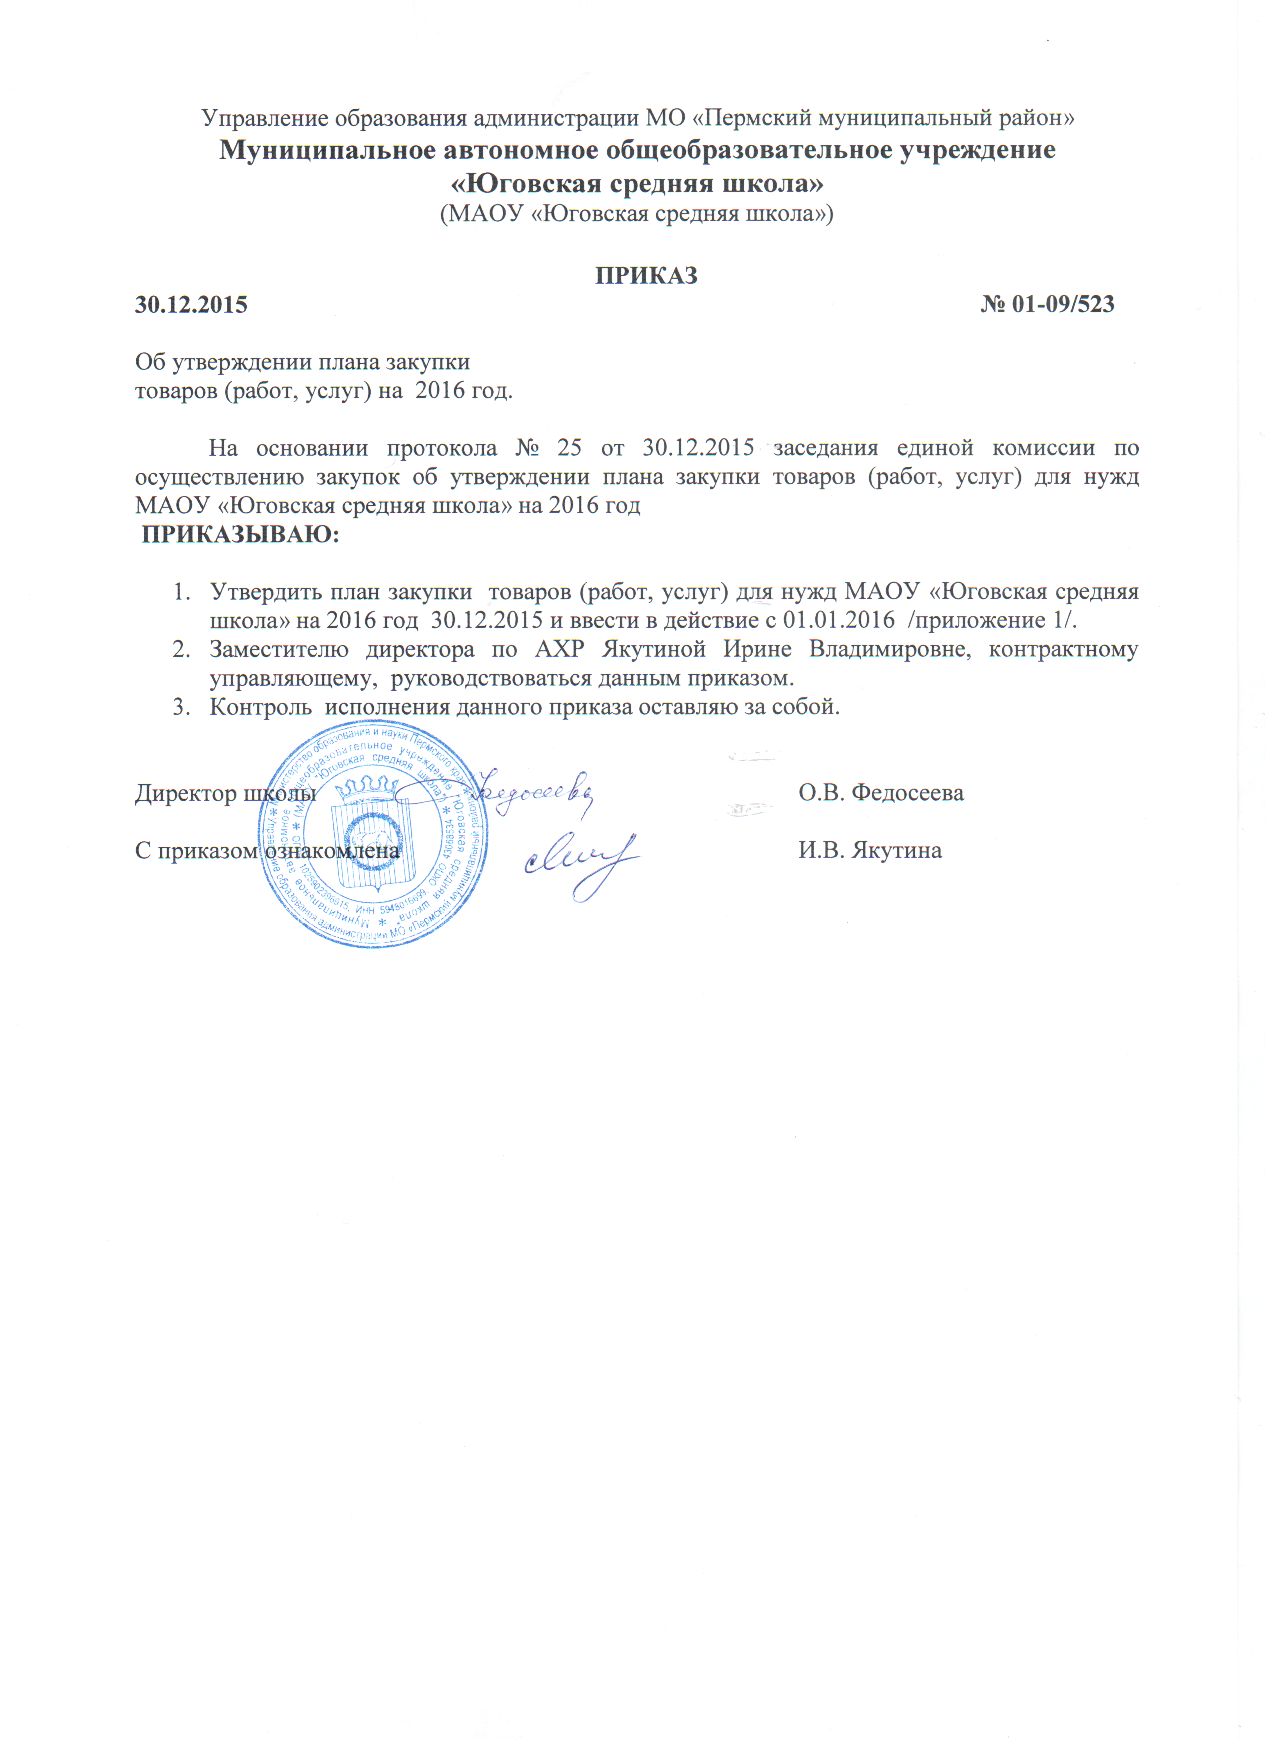 Управление образования администрации МО «Пермский муниципальный район»
Муниципальное автономное общеобразовательное учреждение
«Юговская средняя школа»
(МАОУ «Юговская средняя школа»)
ПРИКАЗ
30.12.2015 № 01-09/523
Об утверждении плана закупки
товаров (работ, услуг) на 2016 год.
На основании протокола № 25 от 30.12.2015 заседания единой комиссии по
осуществлению закупок об утверждении плана закупки товаров (работ, услуг) для нужд
МАОУ «Юговская средняя школа» на 2016 год
ПРИКАЗЫВАЮ:
1. Утвердить план закупки товаров (работ, услуг) для нужд МАОУ «Юговская средняя
школа» на 2016 год 30.12.2015 и ввести в действие с 01.01.2016 /приложение 1/.
2. Заместителю директора по АХР Якутиной Ирине Владимировне, контрактному
управляющему, руководствоваться данным приказом.
3. Контроль исполнения данного приказа оставляю за собой.
Директор школы Федосеева О.В. Федосеева
С приказом ознакомлена И.В. Якутина
Министерство образования и науки Пермского края
образования администрации МО «Пермский муниципальный
Муниципальное автономное общеобразовательное учреждение "Юговская средняя школа"
"Юговская средняя школа"
ИНН ОКПО